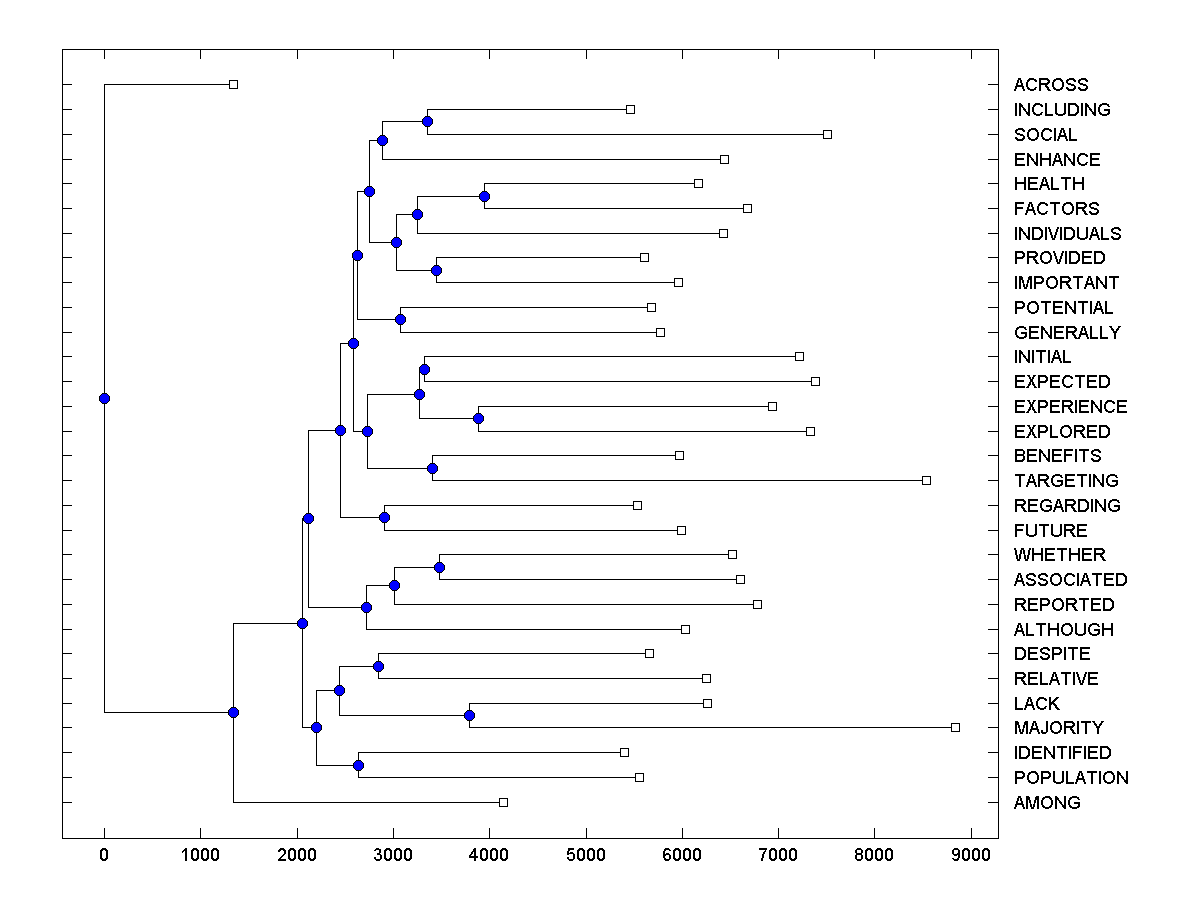 ACROSS
INCLUDING
SOCIAL
ENHANCE
HEALTH
FACTORS
INDIVIDUALS
PROVIDED
IMPORTANT
POTENTIAL
GENERALLY
INITIAL
EXPECTED
EXPERIENCE
EXPLORED
BENEFITS
TARGETING
REGARDING
FUTURE
WHETHER
ASSOCIATED
REPORTED
ALTHOUGH
DESPITE
RELATIVE
LACK
MAJORITY
IDENTIFIED
POPULATION
AMONG
0 1000 2000 3000 4000 5000 6000 7000 8000 9000